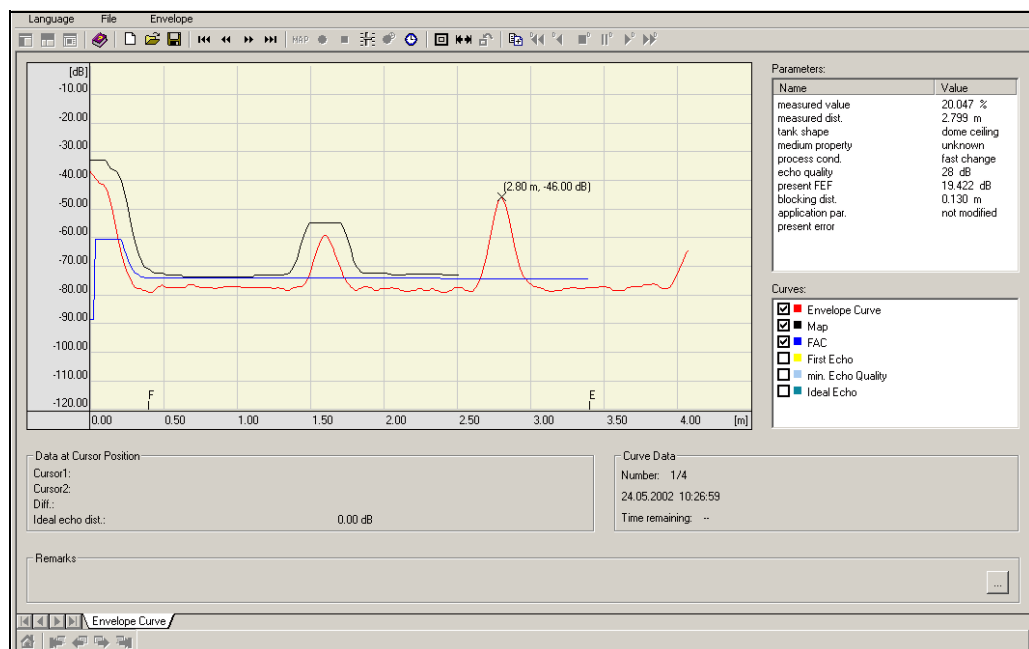 Language File Envelope
MAP
[dB]
-10.00
-20.00
-30.00
-40.00
-50.00
-60.00
-70.00
-80.00
-90.00
-100.00
-110.00
-120.00
(2.80 m, -46.00 dB)
F E
0.00 0.50 1.00 1.50 2.00 2.50 3.00 3.50 4.00 [m]
Parameters:
Name Value
measured value 20.047 %
measured dist. 2.799 m
tank shape dome ceiling
medium property unknown
process cond. fast change
echo quality 28 dB
present FEF 19.422 dB
blocking dist. 0.130 m
application par. not modified
present error
Curves:
Envelope Curve
Map
FAC
First Echo
min. Echo Quality
Ideal Echo
Data at Cursor Position
Cursor1:
Cursor2:
Diff.:
Ideal echo dist.: 0.00 dB
Curve Data
Number: 1/4
24.05.2002 10:26:59
Time remaining: --
Remarks
...
Envelope Curve